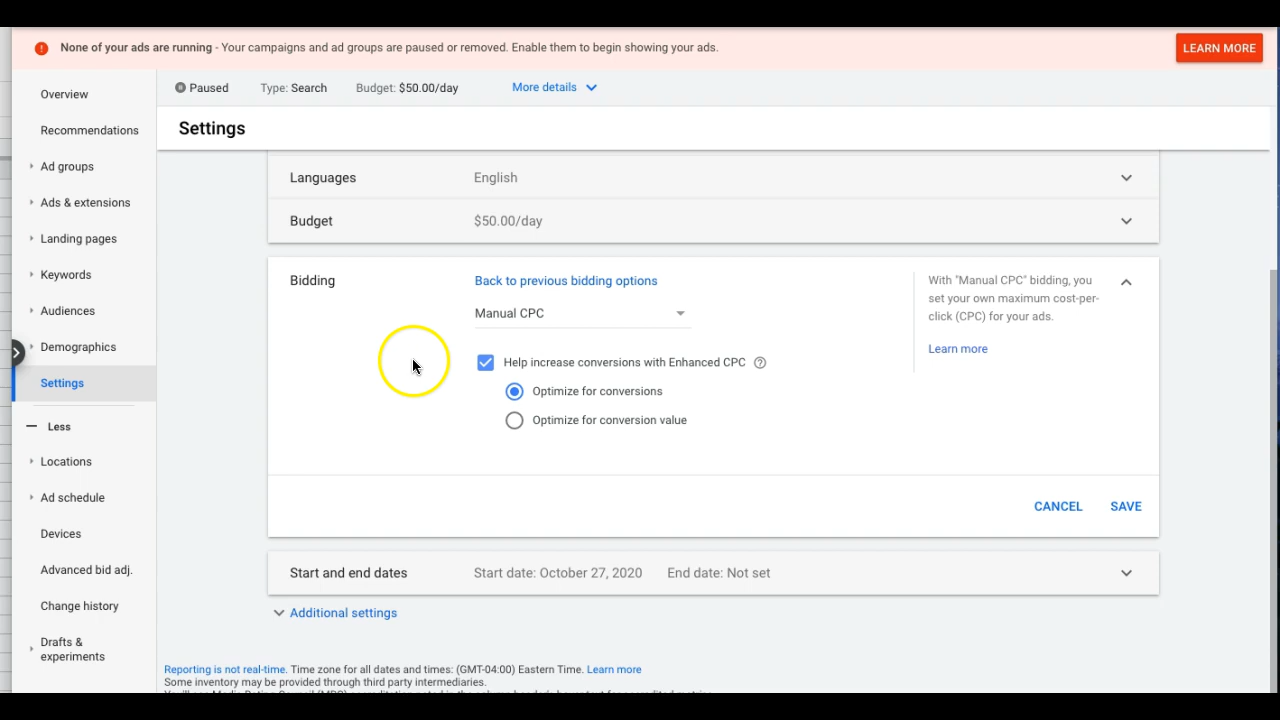 None of your ads are running - Your campaigns and ad groups are paused or removed. Enable them to begin showing your ads.
LEARN MORE
Overview
Recommendations
Ad groups
Ads & extensions
Landing pages
Keywords
Audiences
Demographics
Settings
Less
Locations
Ad schedule
Devices
Advanced bid adj.
Change history
Drafts &
experiments
Paused Type: Search Budget: $50.00/day More details
Settings
Languages English
Budget $50.00/day
Bidding
Back to previous bidding options
Manual CPC
Help increase conversions with Enhanced CPC
Optimize for conversions
Optimize for conversion value
With "Manual CPC" bidding, you
set your own maximum cost-per-
click (CPC) for your ads.
Learn more
CANCEL SAVE
Start and end dates Start date: October 27, 2020 End date: Not set
Additional settings
Reporting is not real-time. Time zone for all dates and times: (GMT-04:00) Eastern Time. Learn more
Some inventory may be provided through third party intermediaries.